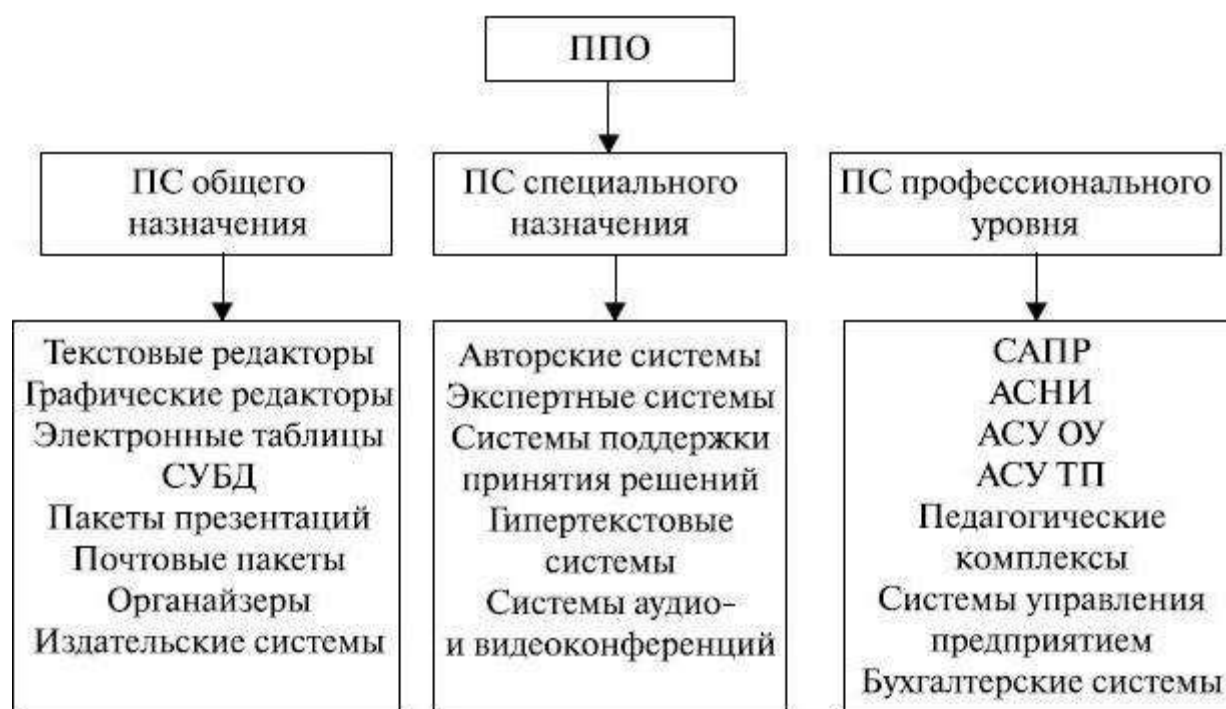 ППО
ПС общего
назначения
ПС специального
назначения
ПС профессионального
уровня
Текстовые редакторы
Графические редакторы
Электронные таблицы
СУБД
Пакеты презентаций
Почтовые пакеты
Органайзеры
Издательские системы
Авторские системы
Экспертные системы
Системы поддержки
принятия решений
Гипертекстовые
системы
Системы аудио-
и видеоконференций
САПР
АСНИ
АСУ ОУ
АСУ ТП
Педагогические
комплексы
Системы управления
предприятием
Бухгалтерские системы